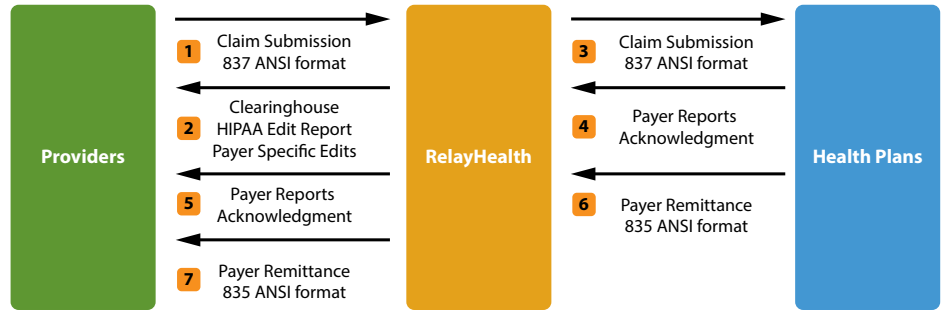 Providers
1
Claim Submission
837 ANSI format
2
Clearinghouse
HIPAA Edit Report
Payer Specific Edits
5
Payer Reports
Acknowledgment
7
Payer Remittance
835 ANSI format
RelayHealth
3
Claim Submission
837 ANSI format
4
Payer Reports
Acknowledgment
6
Payer Remittance
835 ANSI format
Health Plans